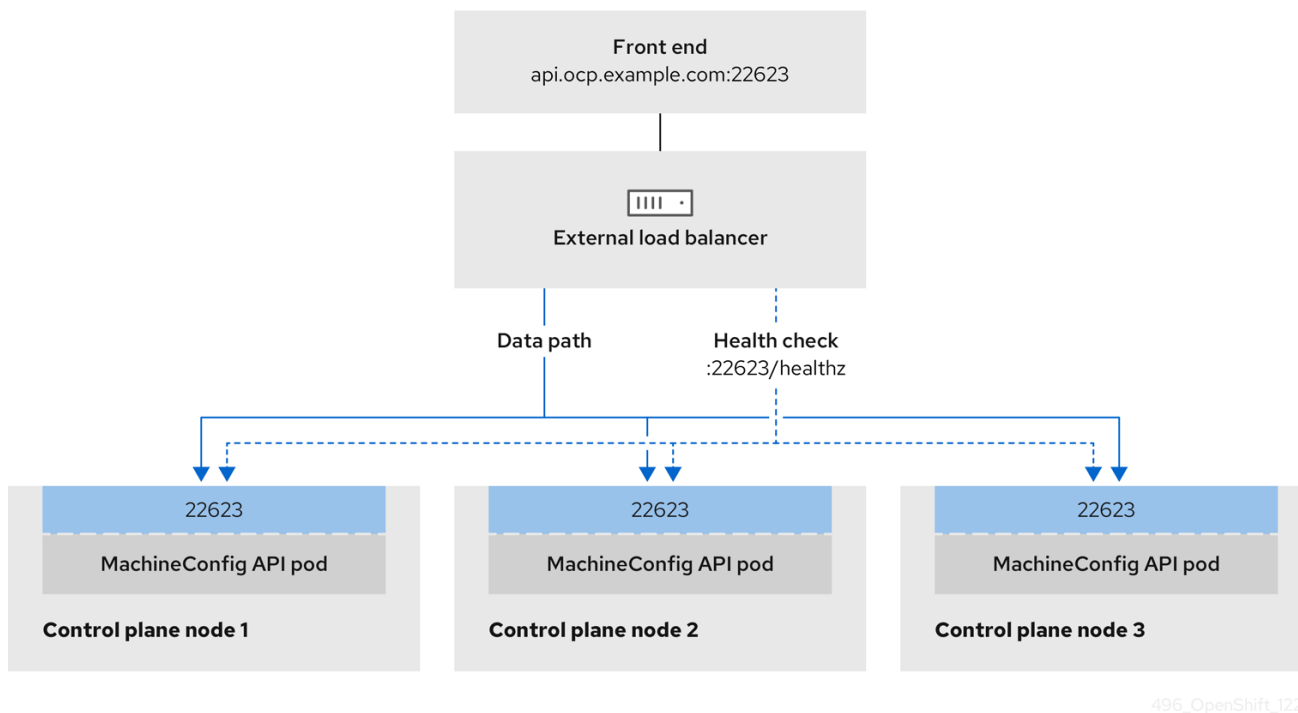 Front end
api.ocp.example.com:22623
External load balancer
Data path
Health check
:22623/healthz
22623
MachineConfig API pod
Control plane node 1
22623
MachineConfig API pod
Control plane node 2
22623
MachineConfig API pod
Control plane node 3
496_OpenShift_122